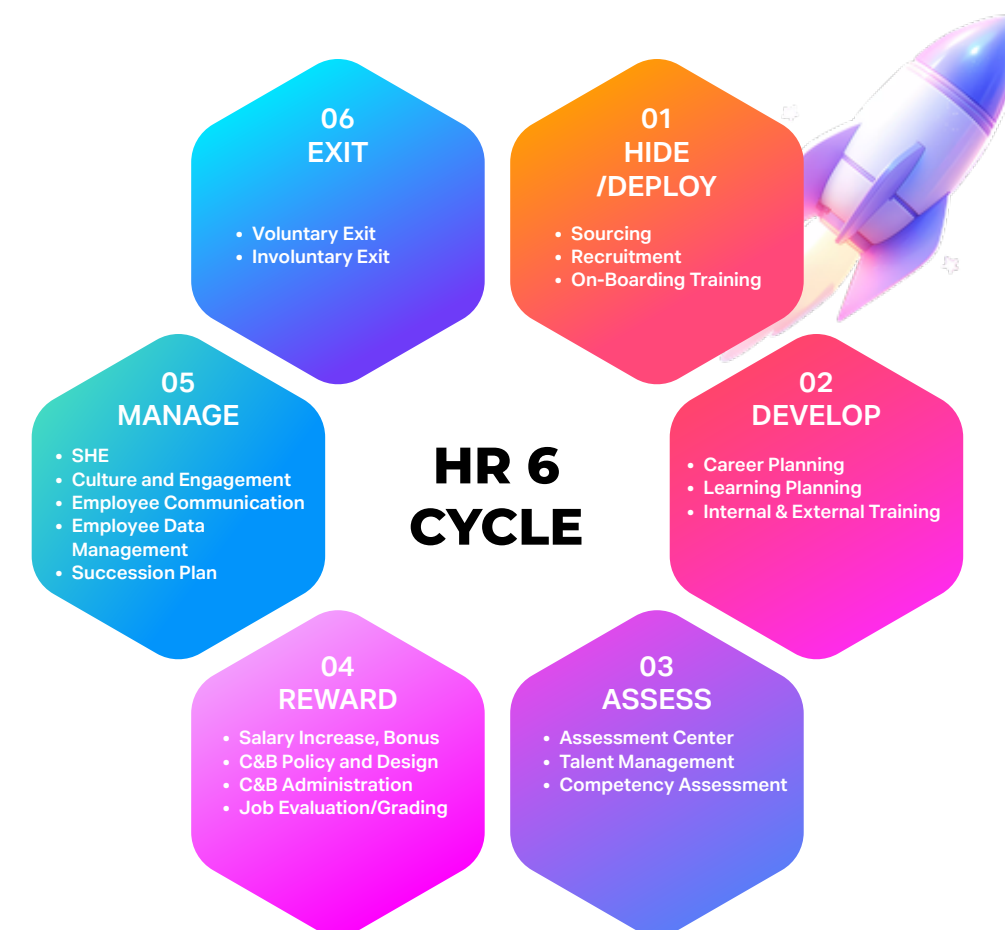 06
EXIT
• Voluntary Exit
• Involuntary Exit
01
HIDE
/DEPLOY
• Sourcing
• Recruitment
• On-Boarding Training
05
MANAGE
• SHE
• Culture and Engagement
• Employee Communication
• Employee Data
Management
• Succession Plan
HR 6
CYCLE
02
DEVELOP
• Career Planning
• Learning Planning
• Internal & External Training
04
REWARD
• Salary Increase, Bonus
• C&B Policy and Design
• C&B Administration
• Job Evaluation/Grading
03
ASSESS
• Assessment Center
• Talent Management
• Competency Assessment